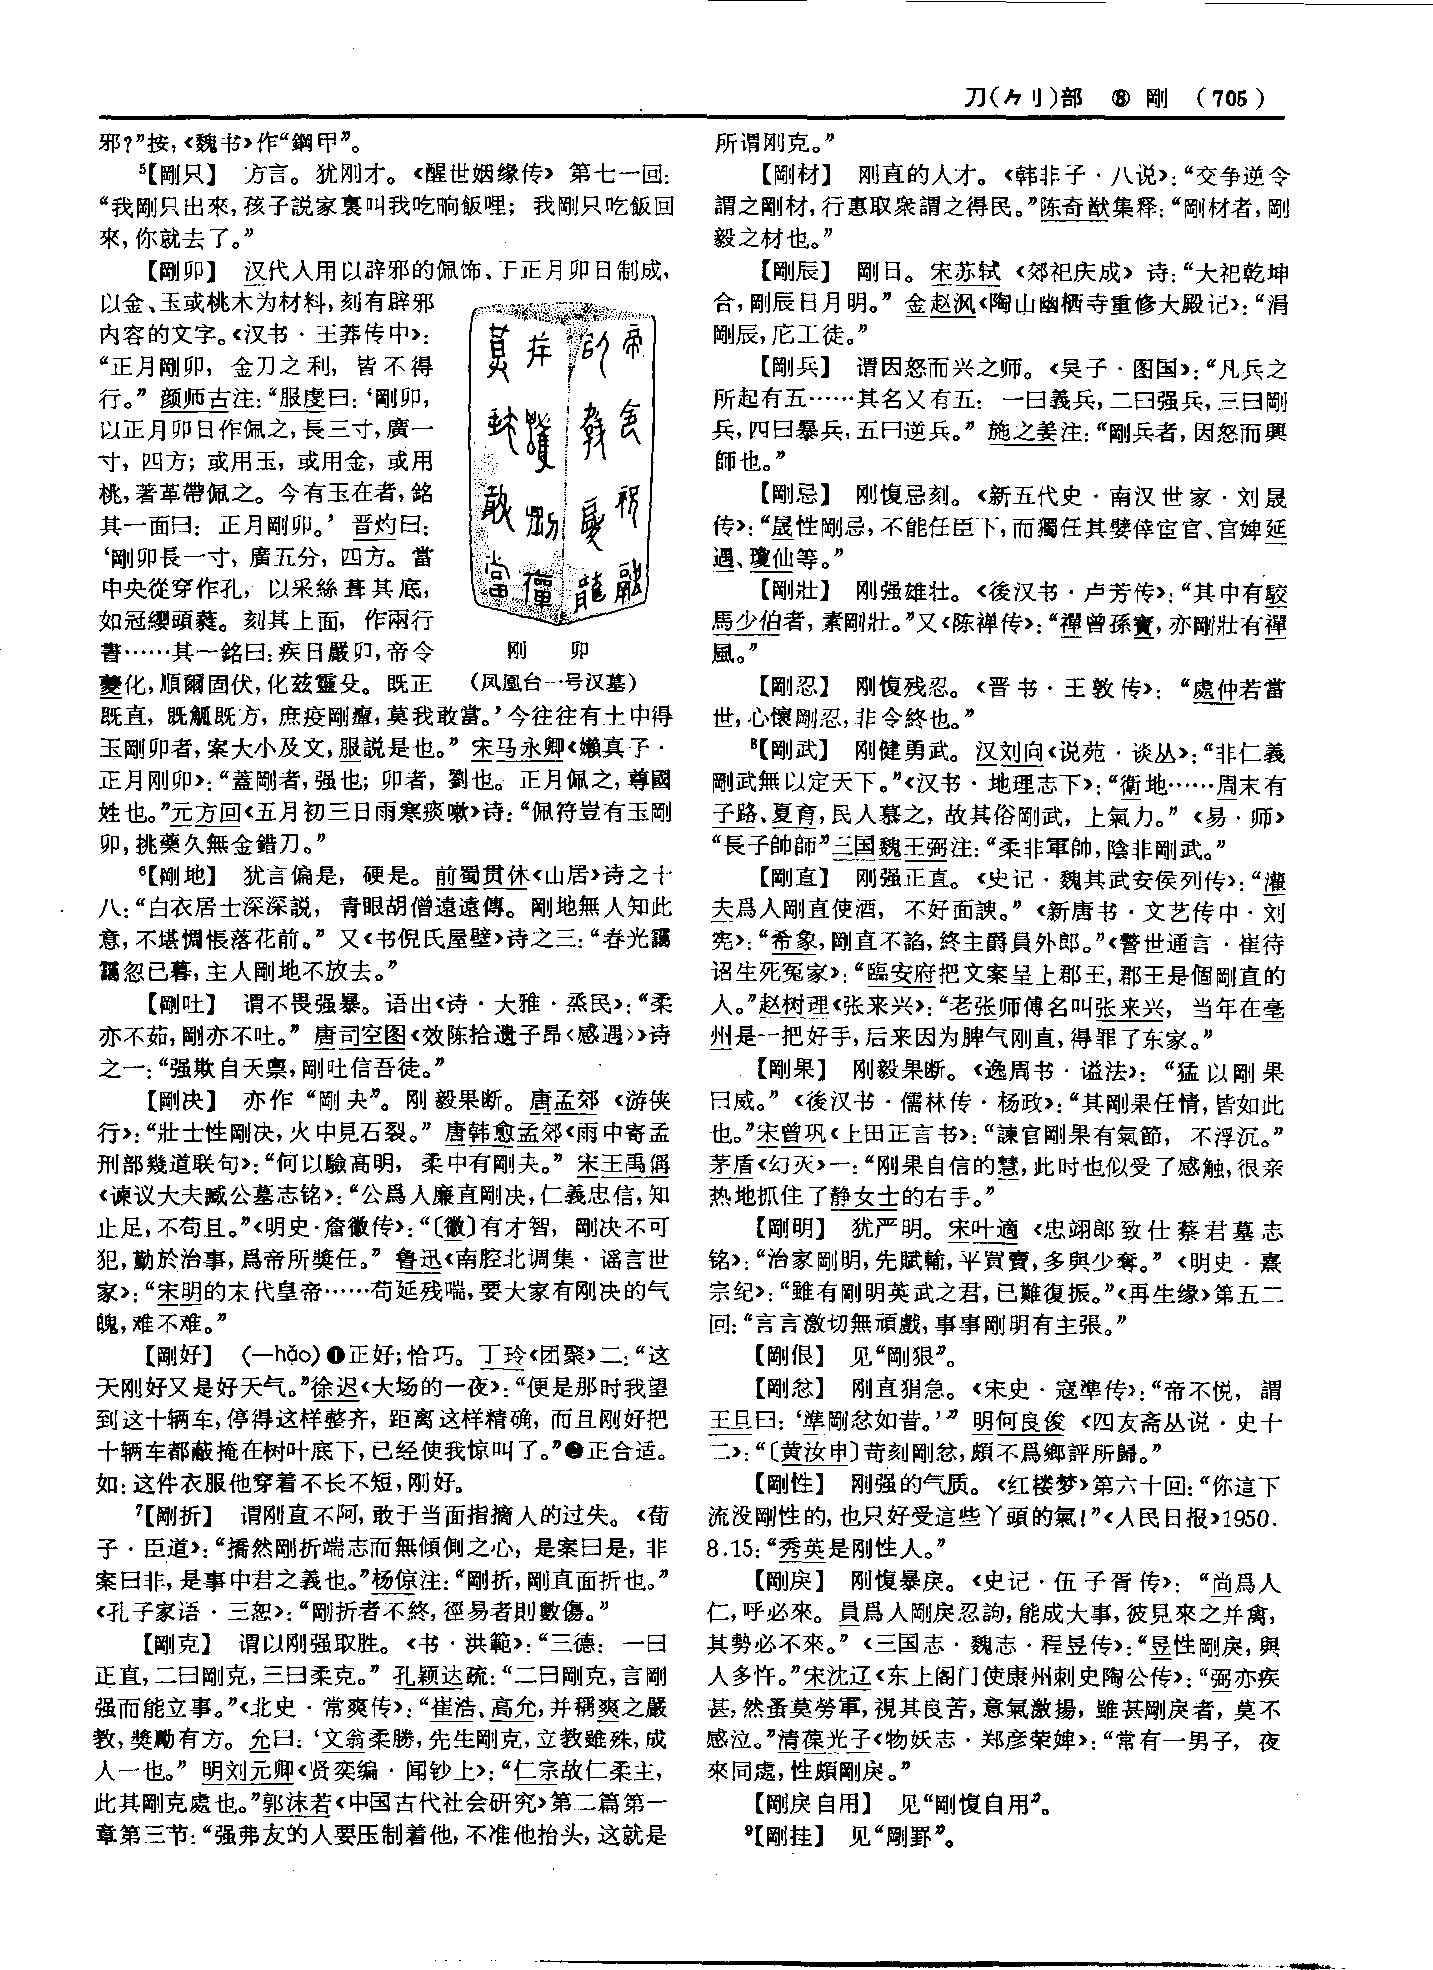 刀(⺈刂)部 ⑧ 剛 (705)
邪?”按,《魏书》作“鋼甲”。
⁵【剛只】 方言。犹刚才。《醒世姻缘传》第七一回:
“我剛只出來,孩子説家裏叫我吃晌飯哩; 我剛只吃飯回
來,你就去了。”
【剛卯】 汉代人用以辟邪的佩饰、于正月卯日制成,
以金、玉或桃木为材料,刻有辟邪
内容的文字。《汉书·王莽传中》:
“正月剛卯, 金刀之利, 皆不得
行。” 颜师古注:“服虔曰:‘剛卯,
以正月卯日作佩之,長三寸,廣一
寸, 四方; 或用玉, 或用金, 或用
桃,著革帶佩之。今有玉在者,銘
其一面曰: 正月剛卯。’ 晋灼曰:
‘剛卯長一寸, 廣五分, 四方。當
中央從穿作孔, 以采絲葺其底,
如冠纓頭蕤。刻其上面, 作兩行
書……其一銘曰:疾日嚴卯,帝令
夔化,順爾固伏,化兹靈殳。既正
刚 卯
(凤凰台一号汉墓)
既直, 既觚既方, 庶疫剛癉,莫我敢當。’今往往有土中得
玉剛卯者,案大小及文,服説是也。” 宋马永卿《嬾真子·
正月刚卯》:“蓋剛者,强也; 卯者, 劉也。正月佩之,尊國
姓也。”元方回《五月初三日雨寒痰嗽》诗:“佩符豈有玉剛
卯,挑藥久無金錯刀。”
⁶【剛地】 犹言偏是, 硬是。前蜀贯休《山居》诗之十
八:“白衣居士深深説, 青眼胡僧遠遠傳。剛地無人知此
意,不堪惆悵落花前。” 又《书倪氏屋壁》诗之三:“春光靄
靄忽已暮,主人剛地不放去。”
【剛吐】 谓不畏强暴。语出《诗·大雅·烝民》:“柔
亦不茹,剛亦不吐。” 唐司空图《效陈拾遗子昂〈感遇〉》诗
之一:“强欺自天禀,剛吐信吾徒。”
【剛决】 亦作“剛夬”。刚毅果断。唐孟郊《游侠
行》:“壯士性剛决,火中見石裂。” 唐韩愈孟郊《雨中寄孟
刑部幾道联句》:“何以驗高明, 柔中有剛夬。” 宋王禹偁
《谏议大夫臧公墓志铭》:“公爲人廉直剛决,仁義忠信,知
止足,不苟且。”《明史·詹徽传》:“〔徽〕有才智, 剛决不可
犯,勤於治事,爲帝所獎任。” 鲁迅《南腔北调集·谣言世
家》:“宋明的末代皇帝……苟延残喘,要大家有刚决的气
魄,难不难。”
【剛好】 (—hǎo)❶正好;恰巧。丁玲《团聚》二:“这
天刚好又是好天气。”徐迟《大场的一夜》:“便是那时我望
到这十辆车,停得这样整齐, 距离这样精确, 而且刚好把
十辆车都蔽掩在树叶底下,已经使我惊叫了。”❷正合适。
如:这件衣服他穿着不长不短,刚好。
⁷【剛折】 谓刚直不阿,敢于当面指摘人的过失。《荀
子·臣道》:“撟然剛折端志而無傾側之心, 是案曰是, 非
案曰非,是事中君之義也。”杨倞注:“剛折,剛直面折也。”
《孔子家语·三恕》:“剛折者不終,徑易者則數傷。”
【剛克】 谓以刚强取胜。《书·洪範》:“三德: 一曰
正直,二曰剛克,三曰柔克。” 孔颖达疏:“二曰剛克,言剛
强而能立事。”《北史·常爽传》:“崔浩、高允,并稱爽之嚴
教,獎勵有方。允曰:‘文翁柔勝,先生剛克,立教雖殊,成
人一也。” 明刘元卿《贤奕编·闻钞上》:“仁宗故仁柔主,
此其剛克處也。”郭沫若《中国古代社会研究》第二篇第一
章第三节:“强弗友的人要压制着他,不准他抬头,这就是
所谓刚克。”
【剛材】 刚直的人才。《韩非子·八说》:“交争逆令
謂之剛材,行惠取衆謂之得民。”陈奇猷集释:“剛材者,剛
毅之材也。”
【剛辰】 剛日。宋苏轼《郊祀庆成》诗:“大祀乾坤
合,剛辰日月明。” 金赵沨《陶山幽栖寺重修大殿记》:“涓
剛辰,庀工徒。”
【剛兵】 谓因怒而兴之师。《吴子·图国》:“凡兵之
所起有五……其名又有五: 一曰義兵,二曰强兵,三曰剛
兵,四曰暴兵,五曰逆兵。” 施之美注:“剛兵者,因怒而興
師也。”
【剛忌】 刚愎忌刻。《新五代史·南汉世家·刘晟
传》:“晟性剛忌,不能任臣下,而獨任其嬖倖宦官、宫婢延
遇、瓊仙等。”
【剛壯】 刚强雄壮。《後汉书·卢芳传》:“其中有駮
馬少伯者,素剛壯。”又《陈禅传》:“禪曾孫寶,亦剛壯有禪
風。”
【剛忍】 刚愎残忍。《晋书·王敦传》: “處仲若當
世,心懷剛忍,非令終也。”
⁸【剛武】 刚健勇武。汉刘向《说苑·谈丛》:“非仁義
剛武無以定天下。”《汉书·地理志下》:“衛地……周末有
子路、夏育,民人慕之, 故其俗剛武, 上氣力。” 《易·师》
“長子帥師”三国魏王弼注:“柔非軍帥,陰非剛武。”
【剛直】 刚强正直。《史记·魏其武安侯列传》:“灌
夫爲人剛直使酒, 不好面諛。” 《新唐书·文艺传中·刘
宪》:“希象,剛直不諂,終主爵員外郎。”《警世通言·崔待
诏生死冤家》:“臨安府把文案呈上郡王,郡王是個剛直的
人。”赵树理《张来兴》:“老张师傅名叫张来兴, 当年在亳
州是一把好手,后来因为脾气刚直,得罪了东家。”
【剛果】 刚毅果断。《逸周书·谥法》: “猛以剛果
曰威。” 《後汉书·儒林传·杨政》:“其剛果任情,皆如此
也。”宋曾巩《上田正言书》:“諫官剛果有氣節, 不浮沉。”
茅盾《幻灭》一:“刚果自信的慧,此时也似受了感触,很亲
热地抓住了静女士的右手。”
【剛明】 犹严明。宋叶適《忠翊郎致仕蔡君墓志
铭》:“治家剛明,先賦輸,平買賣,多與少奪。” 《明史·熹
宗纪》:“雖有剛明英武之君,已難復振。”《再生缘》第五二
回:“言言激切無頑戲,事事剛明有主張。”
【剛佷】 见“剛狠”。
【剛忿】 刚直狷急。《宋史·寇準传》:“帝不悦, 謂
王旦曰:‘準剛忿如昔。’” 明何良俊《四友斋丛说·史十
二》:“〔黄汝申〕苛刻剛忿,頗不爲鄉評所歸。”
【剛性】 刚强的气质。《红楼梦》第六十回:“你這下
流没剛性的,也只好受這些丫頭的氣!”《人民日报》1950.
8.15:“秀英是刚性人。”
【剛戾】 刚愎暴戾。《史记·伍子胥传》: “尚爲人
仁,呼必來。員爲人剛戾忍訽,能成大事,彼見來之并禽,
其勢必不來。” 《三国志·魏志·程昱传》:“昱性剛戾,與
人多忤。”宋沈辽《东上阁门使康州刺史陶公传》:“弼亦疾
甚,然蚤莫勞軍,視其良苦,意氣激揚, 雖甚剛戾者, 莫不
感泣。”清葆光子《物妖志·郑彦荣婢》:“常有一男子, 夜
來同處,性頗剛戾。”
【剛戾自用】 见“剛愎自用”。
⁹【剛挂】 见“剛野”。